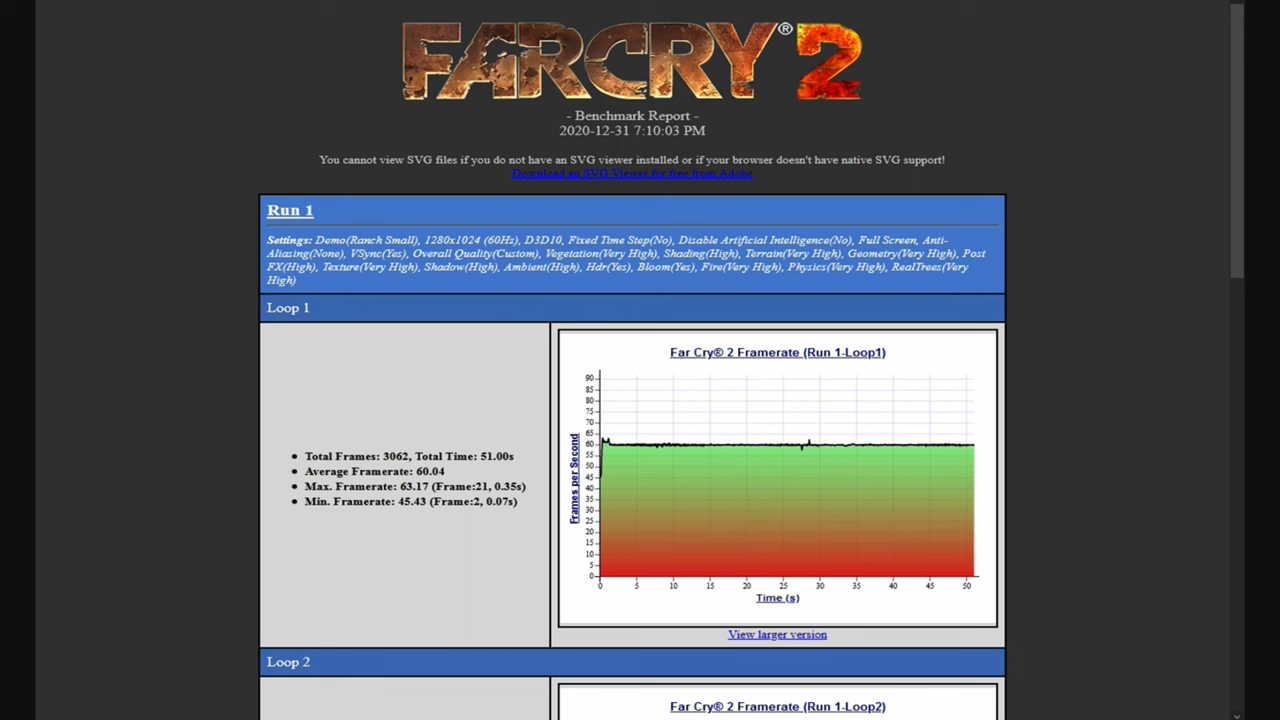 FARCRY® 2
- Benchmark Report -
2020-12-31 7:10:03 PM
You cannot view SVG files if you do not have an SVG viewer installed or if your browser doesn't have native SVG support!
Download an SVG Viewer for free from Adobe
Run 1
Settings: Demo(Ranch Small), 1280x1024 (60Hz), D3D10, Fixed Time Step(No), Disable Artificial Intelligence(No), Full Screen, Anti-
Aliasing(None), VSync(Yes), Overall Quality(Custom), Vegetation(Very High), Shading(High), Terrain(Very High), Geometry(Very High), Post
FX(High), Texture(Very High), Shadow(High), Ambient(High), Hdr(Yes), Bloom(Yes), Fire(Very High), Physics(Very High), RealTrees(Very
High)
Loop 1
Total Frames: 3062, Total Time: 51.00s
Average Framerate: 60.04
Max. Framerate: 63.17 (Frame:21, 0.35s)
Min. Framerate: 45.43 (Frame:2, 0.07s)
Far Cry® 2 Framerate (Run 1-Loop1)
Frames per Second
90
85
80
75
70
65
60
55
50
45
40
35
30
25
20
15
10
5
0
0 5 10 15 20 25 30 35 40 45 50
Time (s)
View larger version
Loop 2
Far Cry® 2 Framerate (Run 1-Loop2)